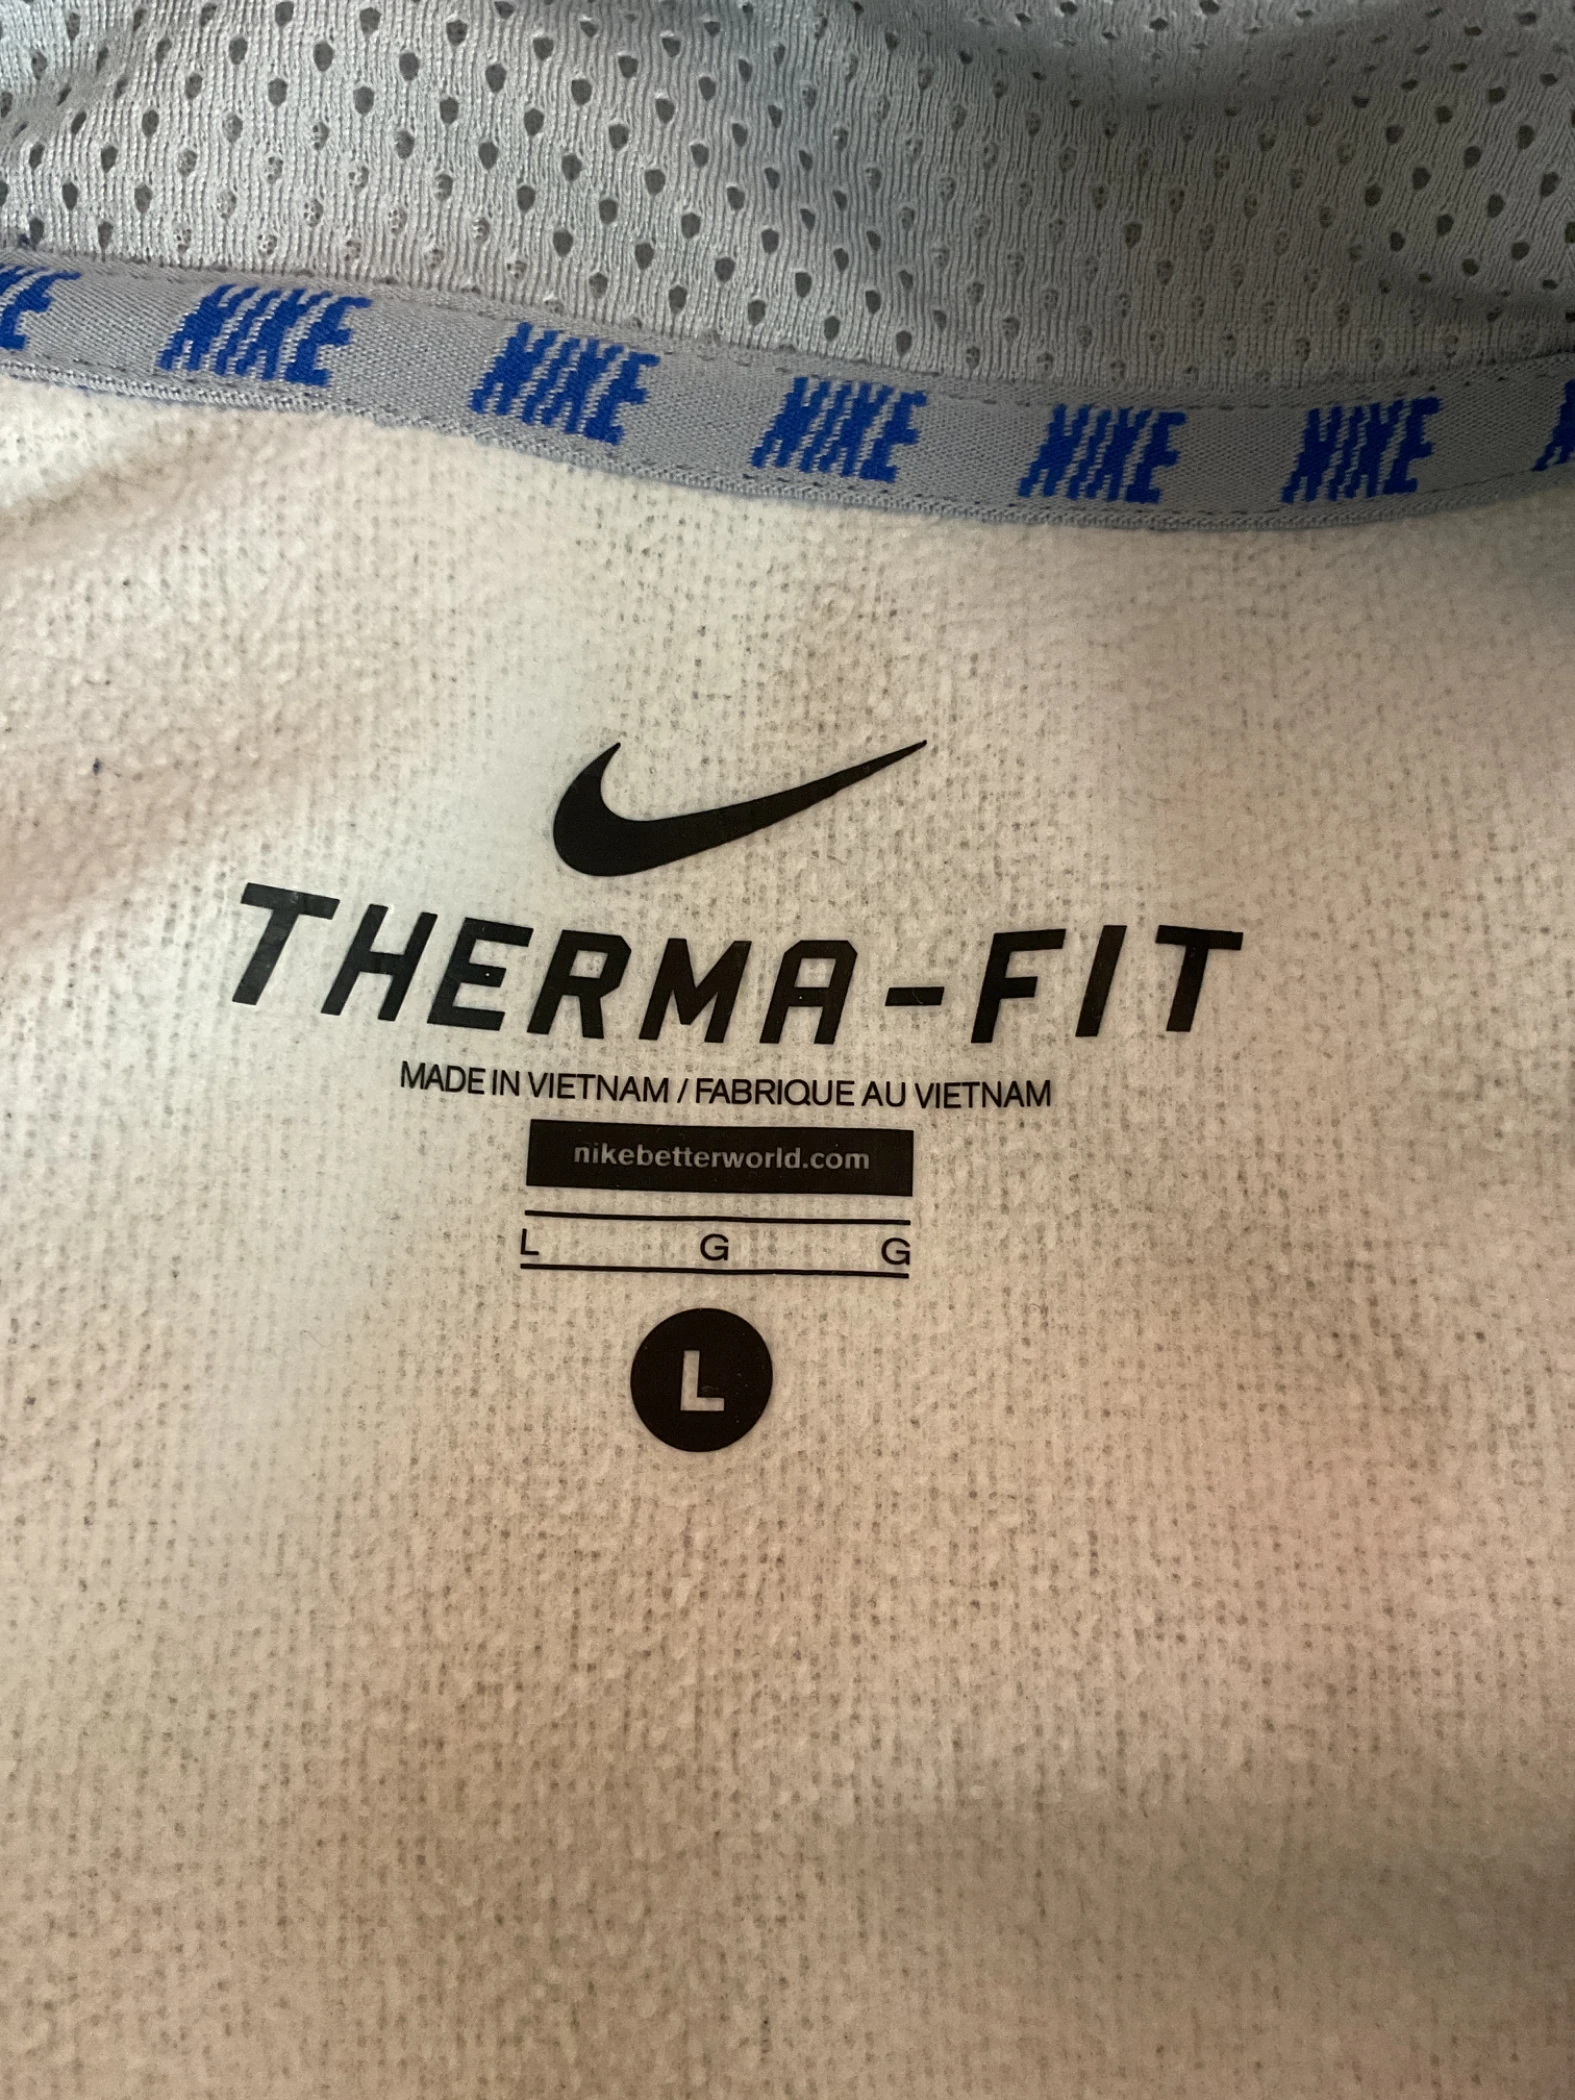 NIKE NIKE NIKE NIKE NIKE
THERMA-FIT
MADE IN VIETNAM / FABRIQUE AU VIETNAM
nikebetterworld.com
L G G
L